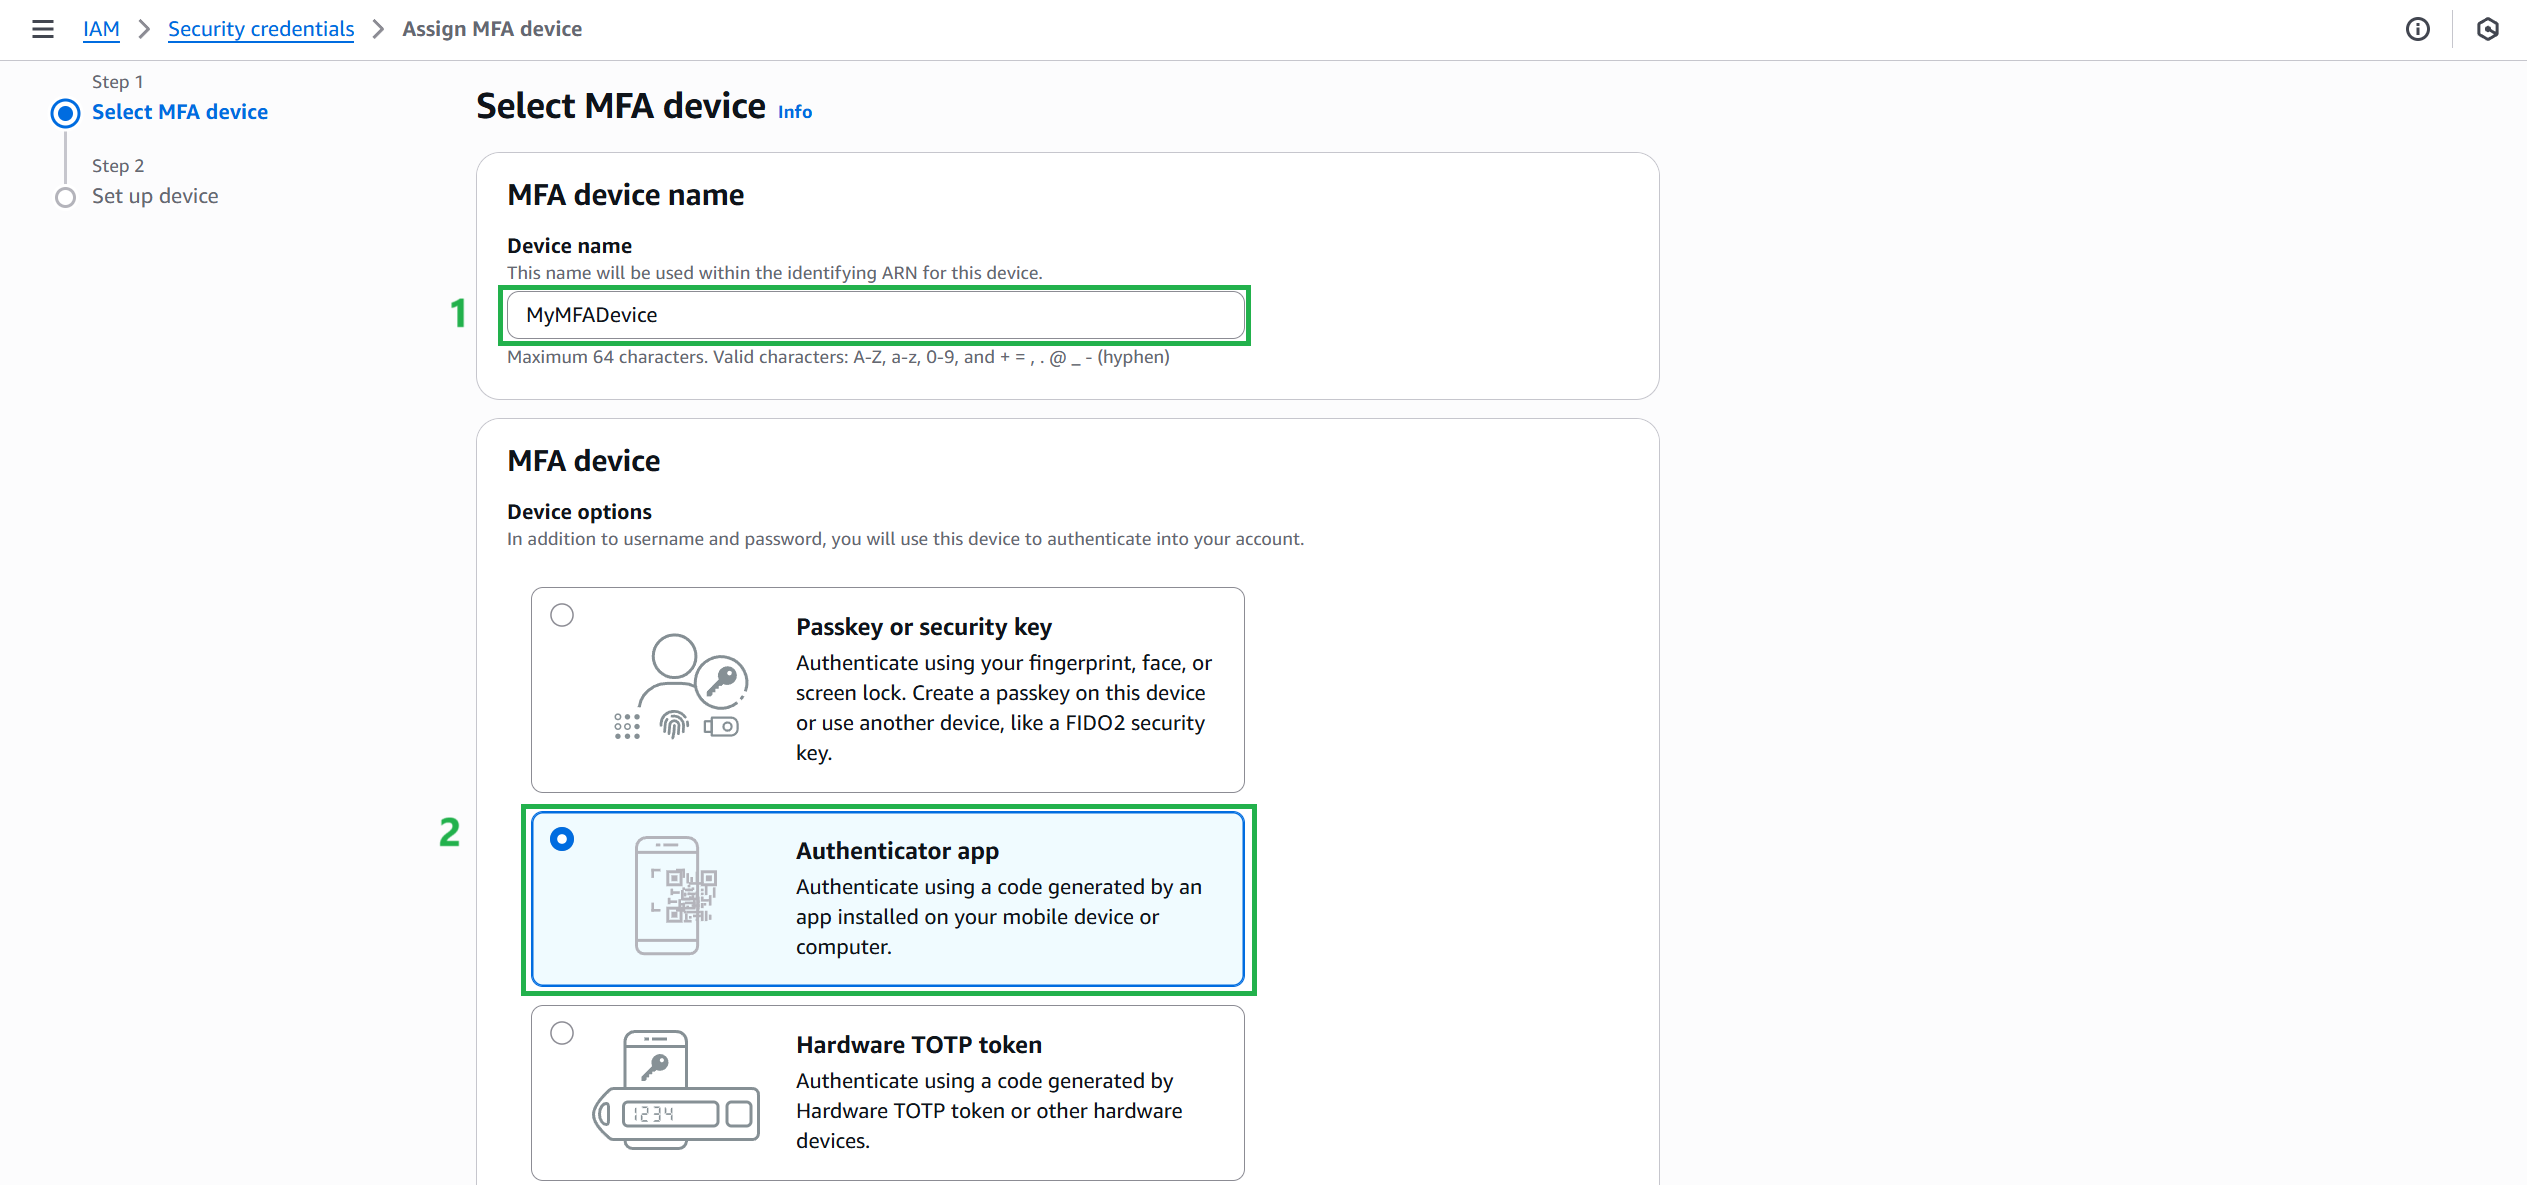 IAM > Security credentials > Assign MFA device
Step 1
Select MFA device
Step 2
Set up device
Select MFA device Info
MFA device name
Device name
This name will be used within the identifying ARN for this device.
1
MyMFADevice
Maximum 64 characters. Valid characters: A-Z, a-z, 0-9, and + = , . @ _ - (hyphen)
MFA device
Device options
In addition to username and password, you will use this device to authenticate into your account.
Passkey or security key
Authenticate using your fingerprint, face, or
screen lock. Create a passkey on this device
or use another device, like a FIDO2 security
key.
2
Authenticator app
Authenticate using a code generated by an
app installed on your mobile device or
computer.
Hardware TOTP token
Authenticate using a code generated by
Hardware TOTP token or other hardware
devices.
1234